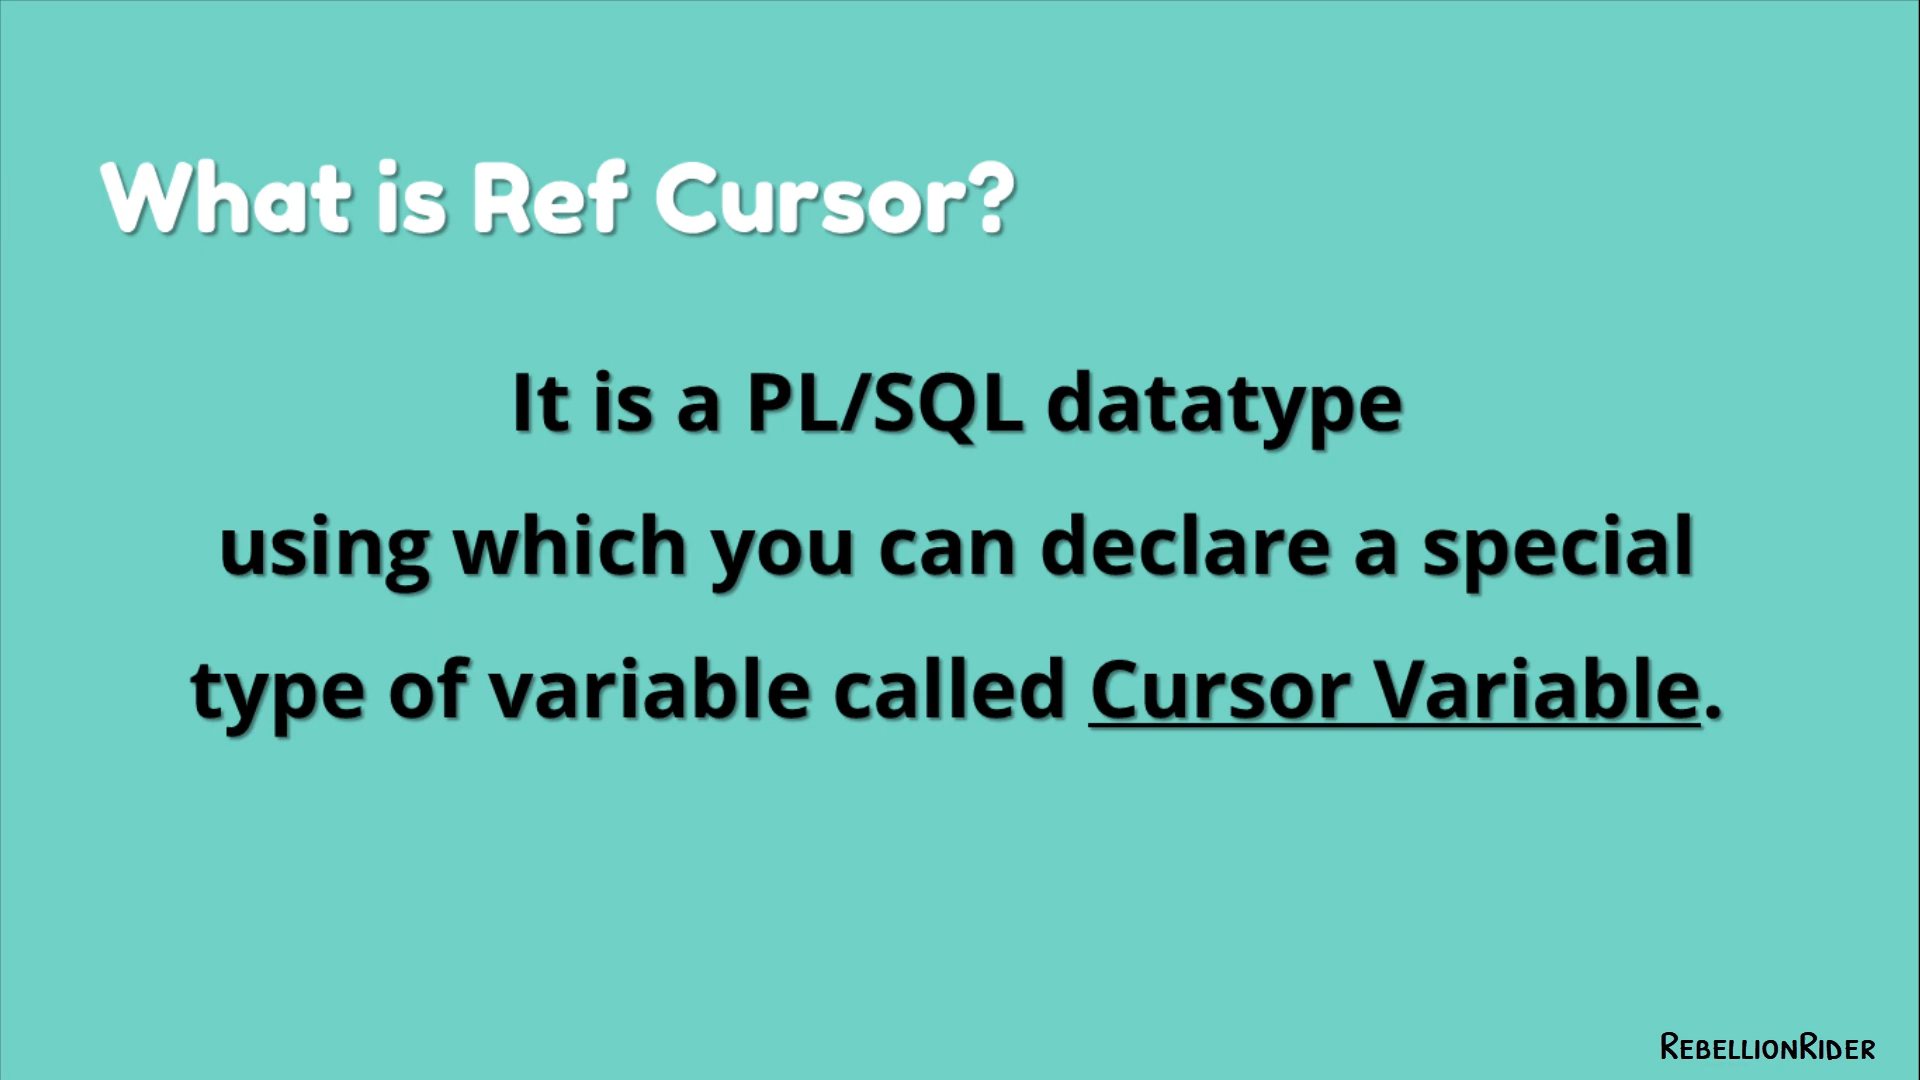 What is Ref Cursor?
It is a PL/SQL datatype
using which you can declare a special
type of variable called Cursor Variable.
RebellionRider